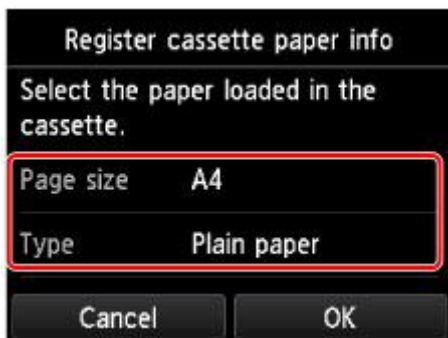 Register cassette paper info
Select the paper loaded in the
cassette.
Page size A4
Type Plain paper
Cancel OK